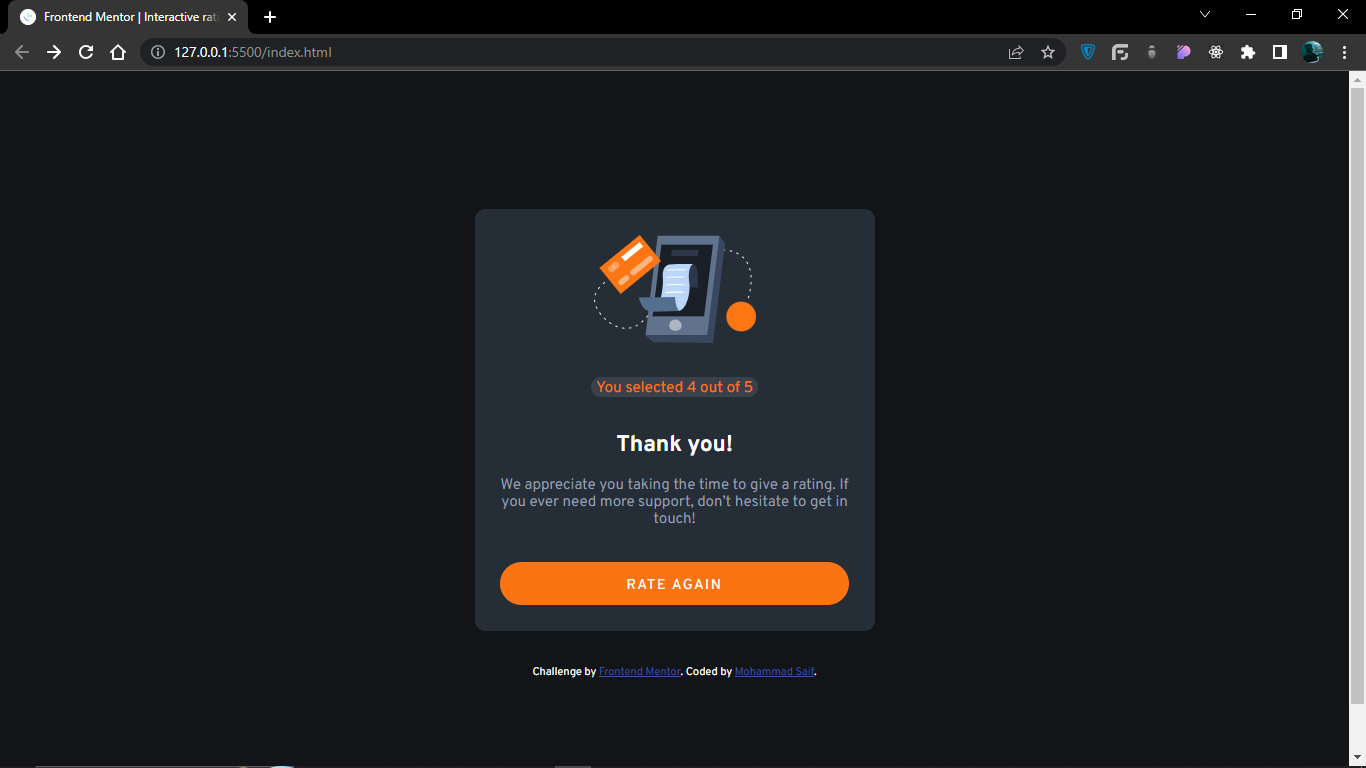 Frontend Mentor | Interactive rat
127.0.0.1:5500/index.html
You selected 4 out of 5
Thank you!
We appreciate you taking the time to give a rating. If
you ever need more support, don't hesitate to get in
touch!
RATE AGAIN
Challenge by Frontend Mentor. Coded by Mohammad Saif.